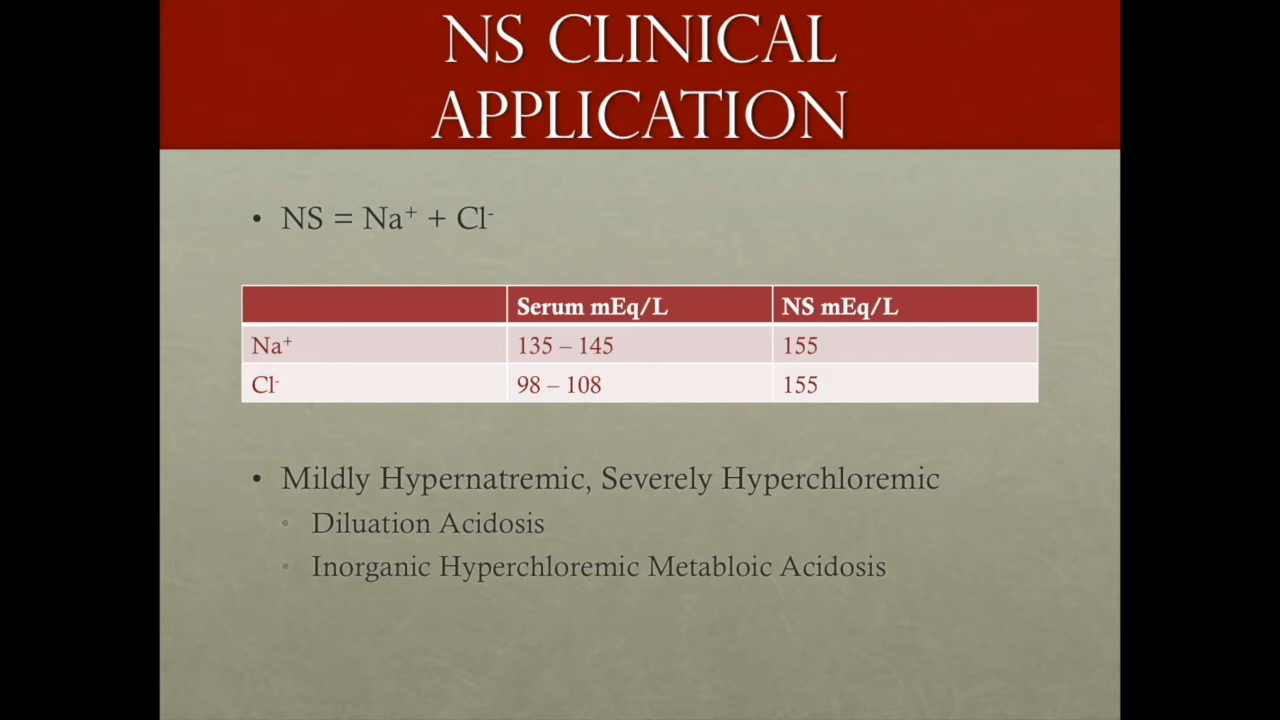 NS CLINICAL
APPLICATION
• NS = Na⁺ + Cl⁻
Serum mEq/L NS mEq/L
Na⁺ 135 – 145 155
Cl⁻ 98 – 108 155
• Mildly Hypernatremic, Severely Hyperchloremic
• Diluation Acidosis
• Inorganic Hyperchloremic Metabloic Acidosis